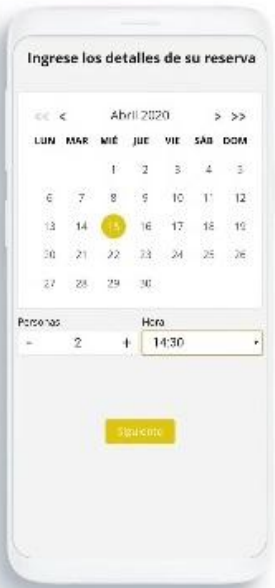 Ingrese los detalles de su reserva
<< < Abril 2020 > >>
LUN MAR MIÉ JUE VIE SÁB DOM
1 2 3 4 5
6 7 8 9 10 11 12
13 14 15 16 17 18 19
20 21 22 23 24 25 26
27 28 29 30
Personas Hora
- 2 + 14:30
Siguiente